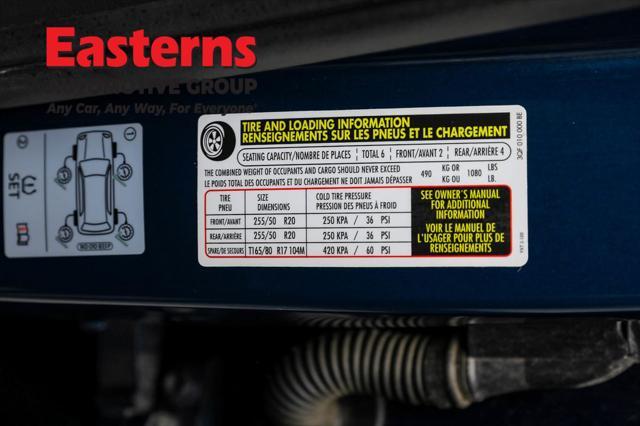 Easterns
AUTOMOTIVE GROUP
Any Car, Any Way, For Everyone
TIRE AND LOADING INFORMATION
RENSEIGNEMENTS SUR LES PNEUS ET LE CHARGEMENT
SEATING CAPACITY/NOMBRE DE PLACES TOTAL 6 FRONT/AVANT 2 REAR/ARRIÈRE 4
THE COMBINED WEIGHT OF OCCUPANTS AND CARGO SHOULD NEVER EXCEED
LE POIDS TOTAL DES OCCUPANTS ET DU CHARGEMENT NE DOIT JAMAIS DÉPASSER
490 KG OR 1080 LBS
KG OU LB.
TIRE SIZE COLD TIRE PRESSURE
PNEU DIMENSIONS PRESSION DES PNEUS À FROID
FRONT/AVANT 255/50 R20 250 KPA / 36 PSI
REAR/ARRIÈRE 255/50 R20 250 KPA / 36 PSI
SPARE/DE SECOURS T165/80 R17 104M 420 KPA / 60 PSI
SEE OWNER'S MANUAL
FOR ADDITIONAL
INFORMATION
VOIR LE MANUEL DE
L'USAGER POUR PLUS DE
RENSEIGNEMENTS
3QF 010 000 BE
SET
1
2